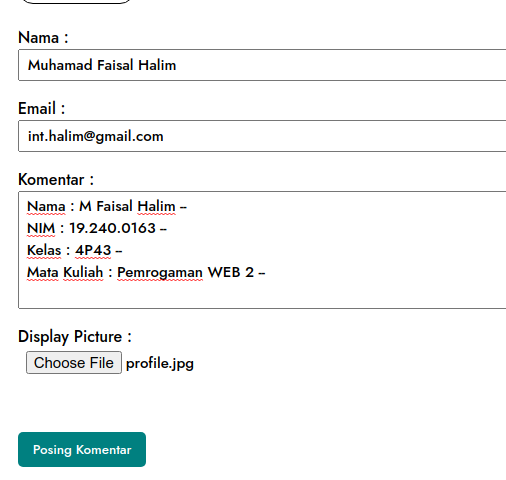 Nama :
Muhamad Faisal Halim
Email :
int.halim@gmail.com
Komentar :
Nama : M Faisal Halim --
NIM : 19.240.0163 --
Kelas : 4P43 --
Mata Kuliah : Pemrogaman WEB 2 --
Display Picture :
Choose File profile.jpg
Posing Komentar